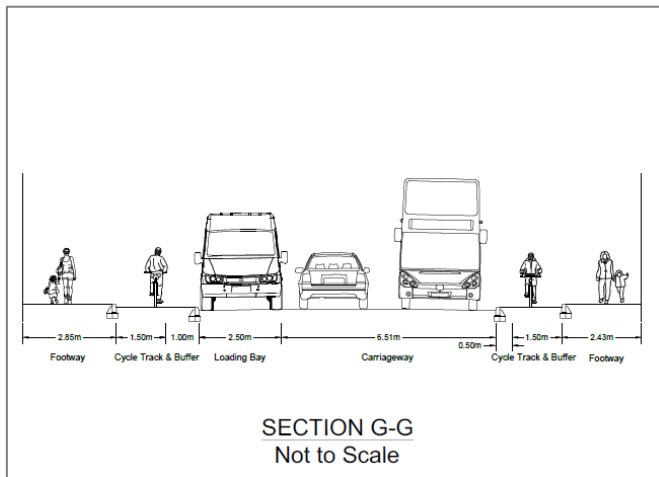 2.85m 1.50m 1.00m 2.50m 6.51m 0.50m 1.50m 2.43m
Footway Cycle Track & Buffer Loading Bay Carriageway Cycle Track & Buffer Footway
SECTION G-G
Not to Scale